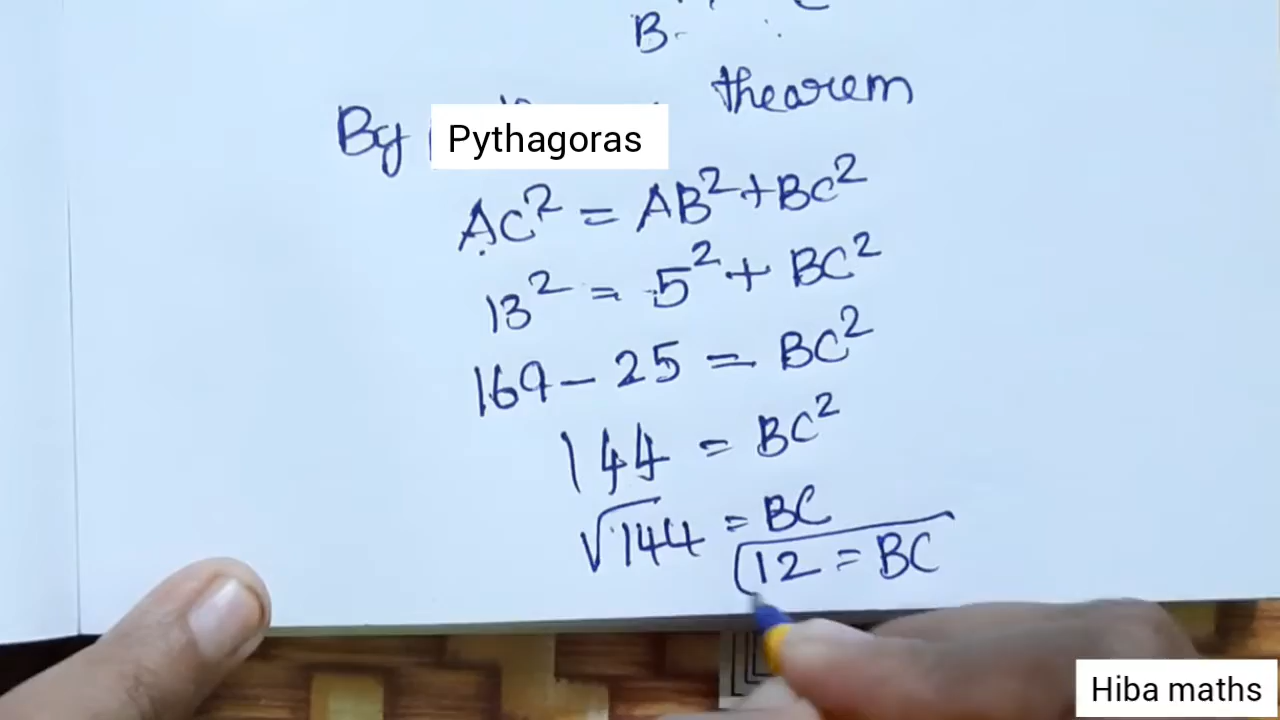 B
By Pythagoras thearem
AC² = AB² + BC²
13² = 5² + BC²
169 - 25 = BC²
144 = BC²
√144 = BC
12 = BC
Hiba maths